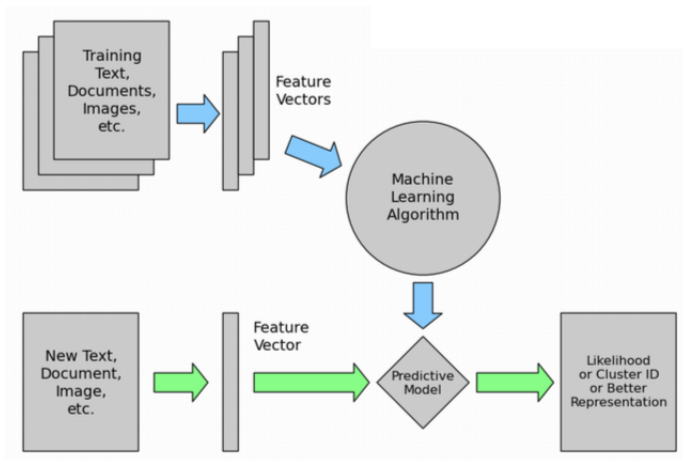 Training
Text,
Documents,
Images,
etc.
Feature
Vectors
Machine
Learning
Algorithm
New Text,
Document,
Image,
etc.
Feature
Vector
Predictive
Model
Likelihood
or Cluster ID
or Better
Representation